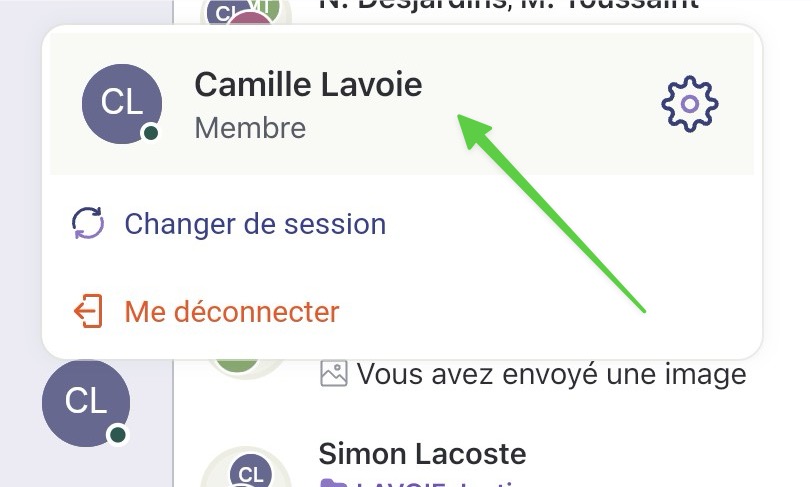 CL
N. Desjardins, M. Toussaint
CL
Camille Lavoie
Membre
Changer de session
Me déconnecter
Vous avez envoyé une image
CL
Simon Lacoste
CL